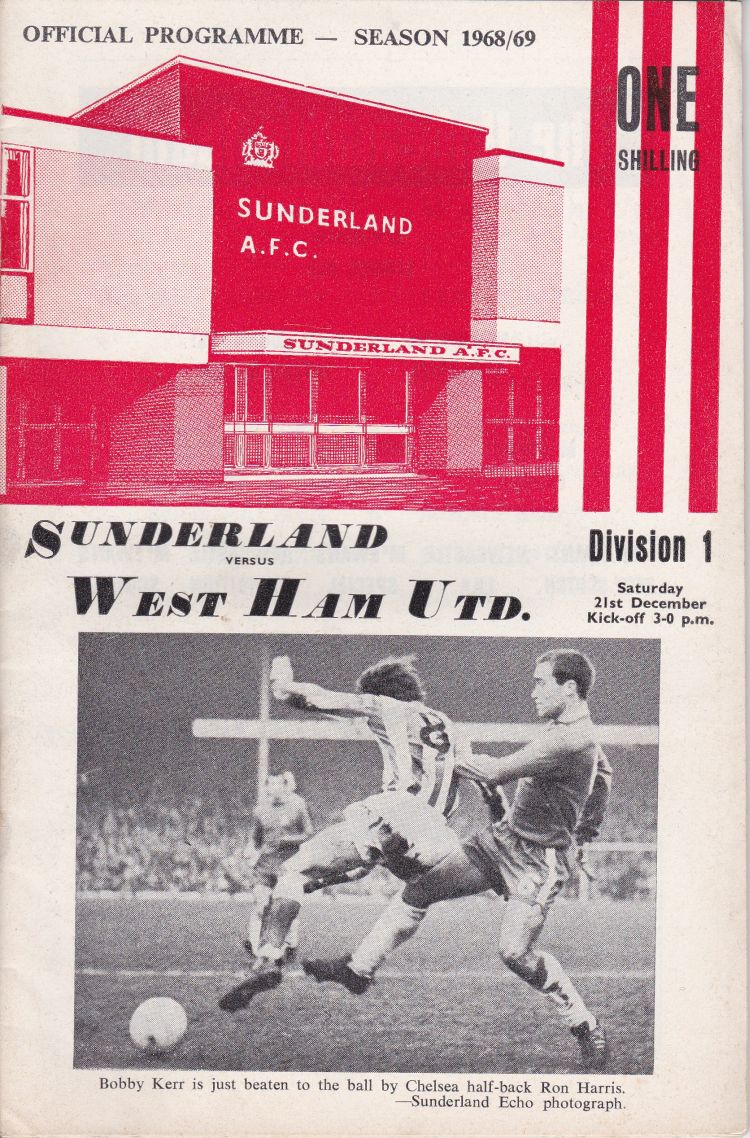 OFFICIAL PROGRAMME — SEASON 1968/69
ONE
SHILLING
SUNDERLAND
A.F.C.
SUNDERLAND A.F.C.
SUNDERLAND
VERSUS
WEST HAM UTD.
Division 1
Saturday
21st December
Kick-off 3-0 p.m.
8
Bobby Kerr is just beaten to the ball by Chelsea half-back Ron Harris.
—Sunderland Echo photograph.